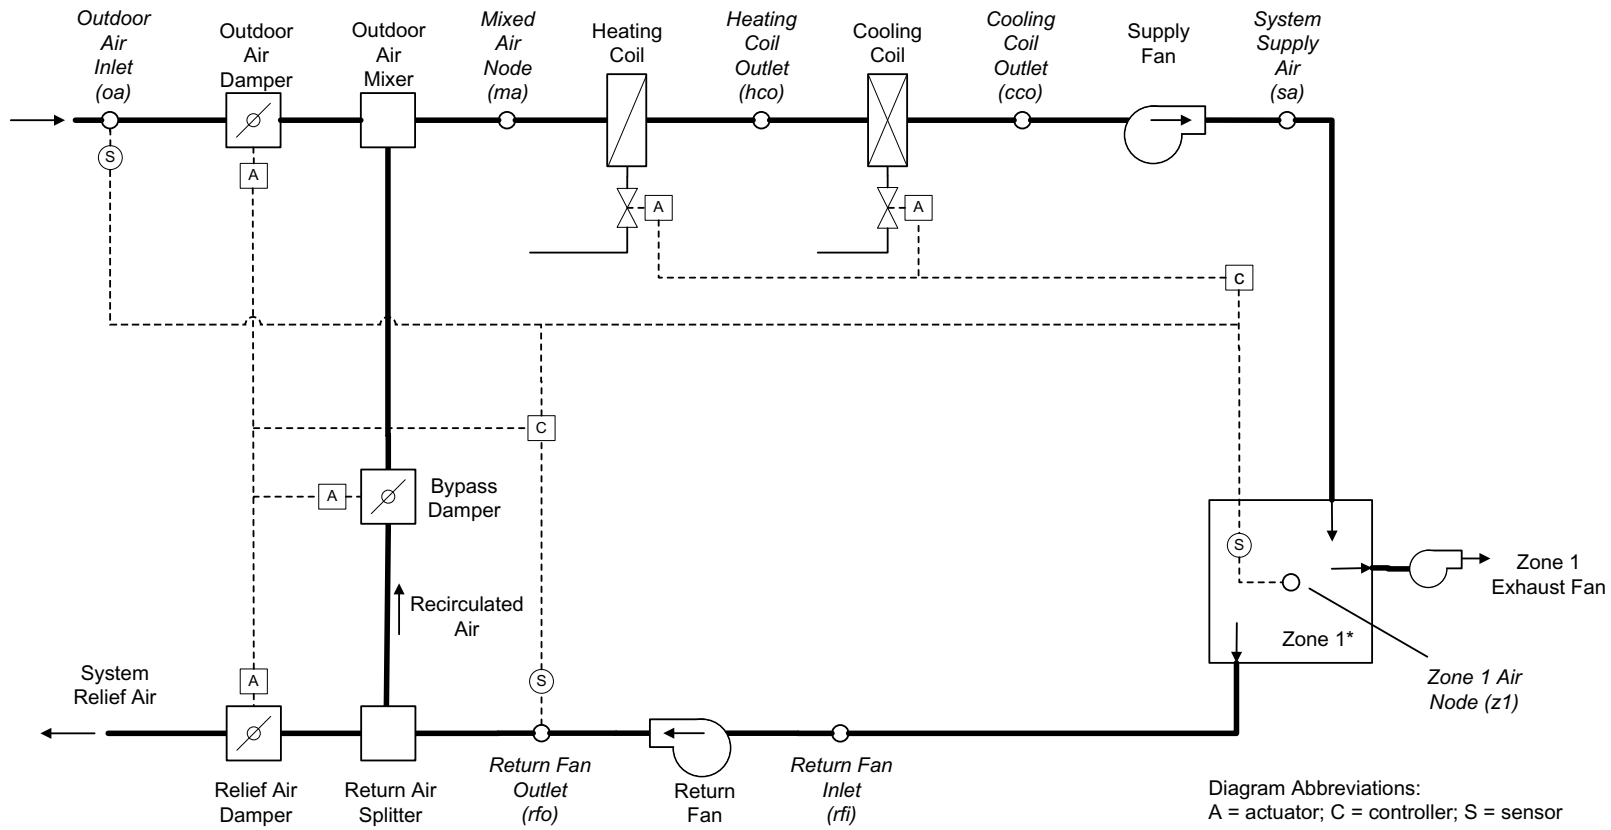 Outdoor
Air
Inlet
(oa)
Outdoor
Air
Damper
Outdoor
Air
Mixer
Mixed
Air
Node
(ma)
Heating
Coil
Heating
Coil
Outlet
(hco)
Cooling
Coil
Cooling
Coil
Outlet
(cco)
Supply
Fan
System
Supply
Air
(sa)
S
A
A
A
c
C
A
Bypass
Damper
S
Zone 1
Exhaust Fan
Recirculated
Air
Zone 1*
Zone 1 Air
Node (z1)
System
Relief Air
A
S
Relief Air
Damper
Return Air
Splitter
Return Fan
Outlet
(rfo)
Return
Fan
Return Fan
Inlet
(rfi)
Diagram Abbreviations:
A = actuator; C = controller; S = sensor